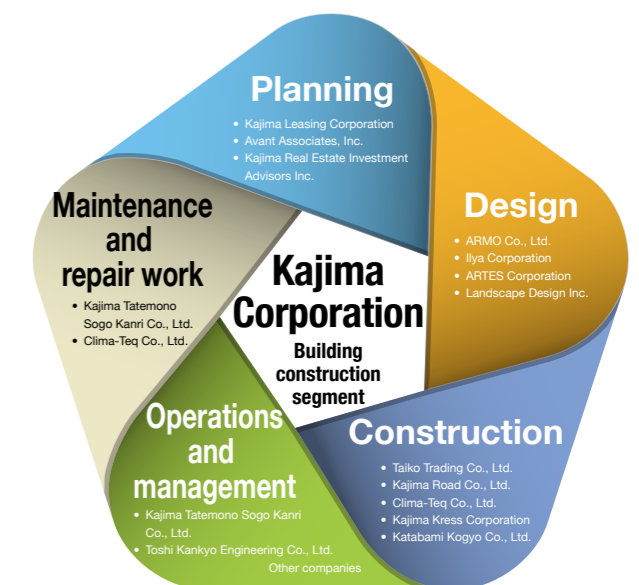 Planning
• Kajima Leasing Corporation
• Avant Associates, Inc.
• Kajima Real Estate Investment
Advisors Inc.
Design
• ARMO Co., Ltd.
• Ilya Corporation
• ARTES Corporation
• Landscape Design Inc.
Maintenance
and
repair work
• Kajima Tatemono
Sogo Kanri Co., Ltd.
• Clima-Teq Co., Ltd.
Kajima
Corporation
Building
construction
segment
Operations
and
management
• Kajima Tatemono Sogo Kanri
Co., Ltd.
• Toshi Kankyo Engineering Co., Ltd.
Other companies
Construction
• Taiko Trading Co., Ltd.
• Kajima Road Co., Ltd.
• Clima-Teq Co., Ltd.
• Kajima Kress Corporation
• Katabami Kogyo Co., Ltd.